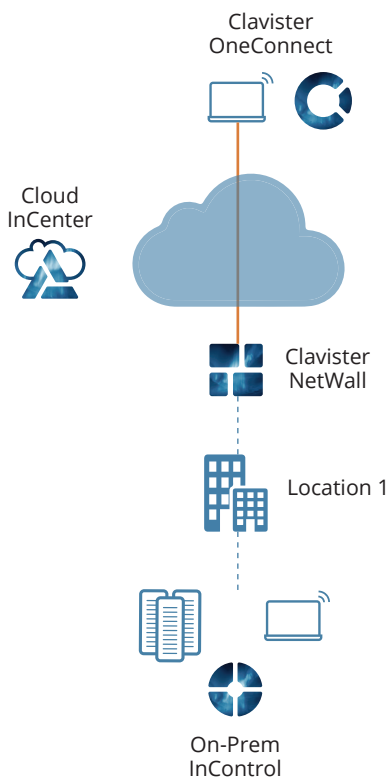 Clavister
OneConnect
Cloud
InCenter
Clavister
NetWall
Location 1
On-Prem
InControl